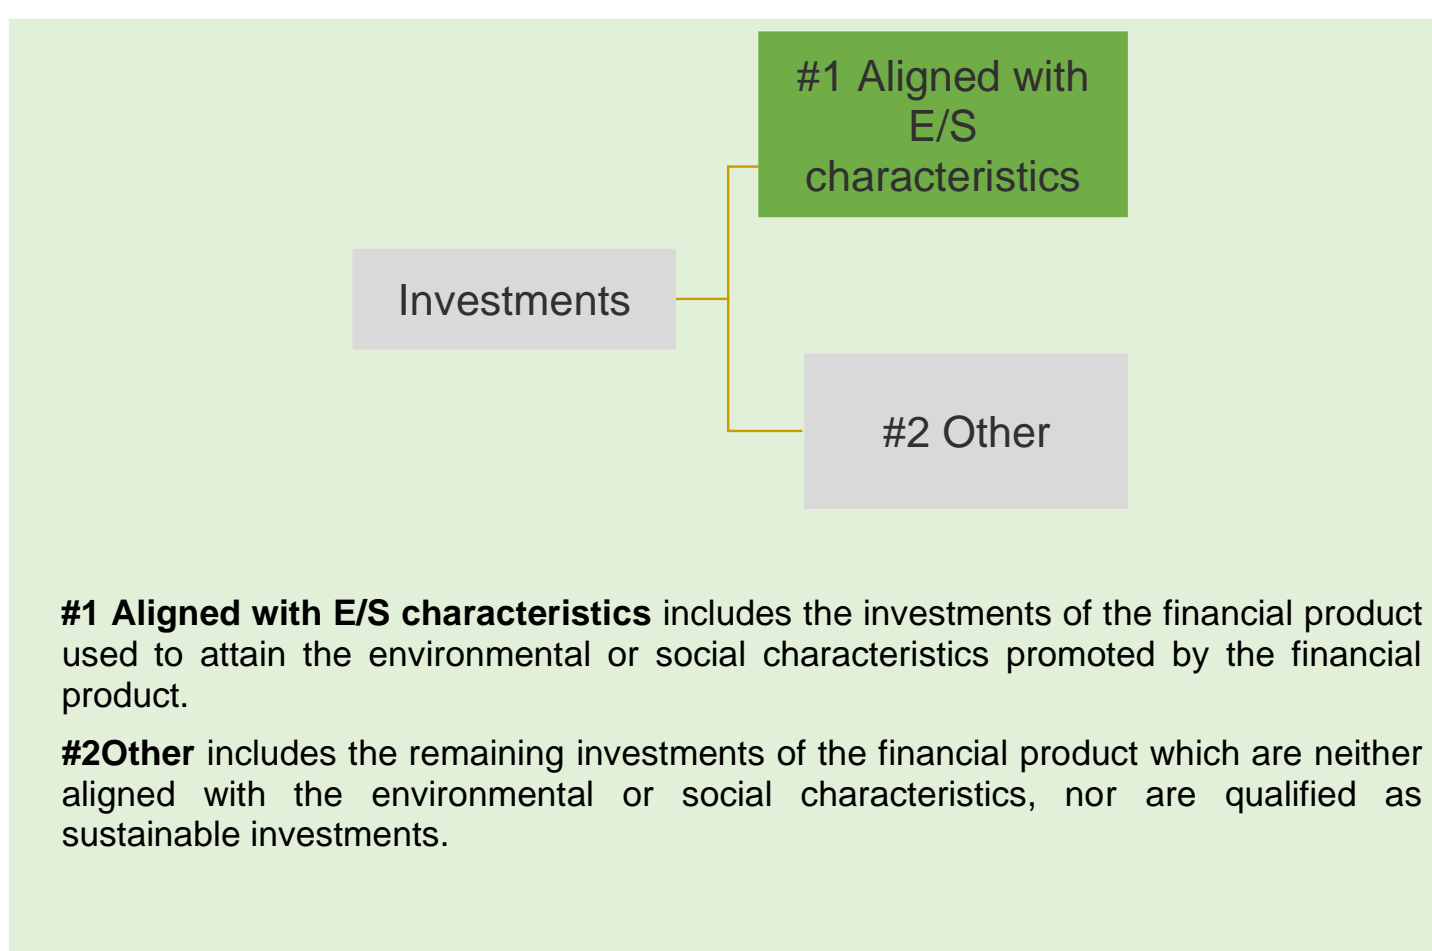 #1 Aligned with
E/S
characteristics
Investments
#2 Other
#1 Aligned with E/S characteristics includes the investments of the financial product
used to attain the environmental or social characteristics promoted by the financial
product.
#2Other includes the remaining investments of the financial product which are neither
aligned with the environmental or social characteristics, nor are qualified as
sustainable investments.